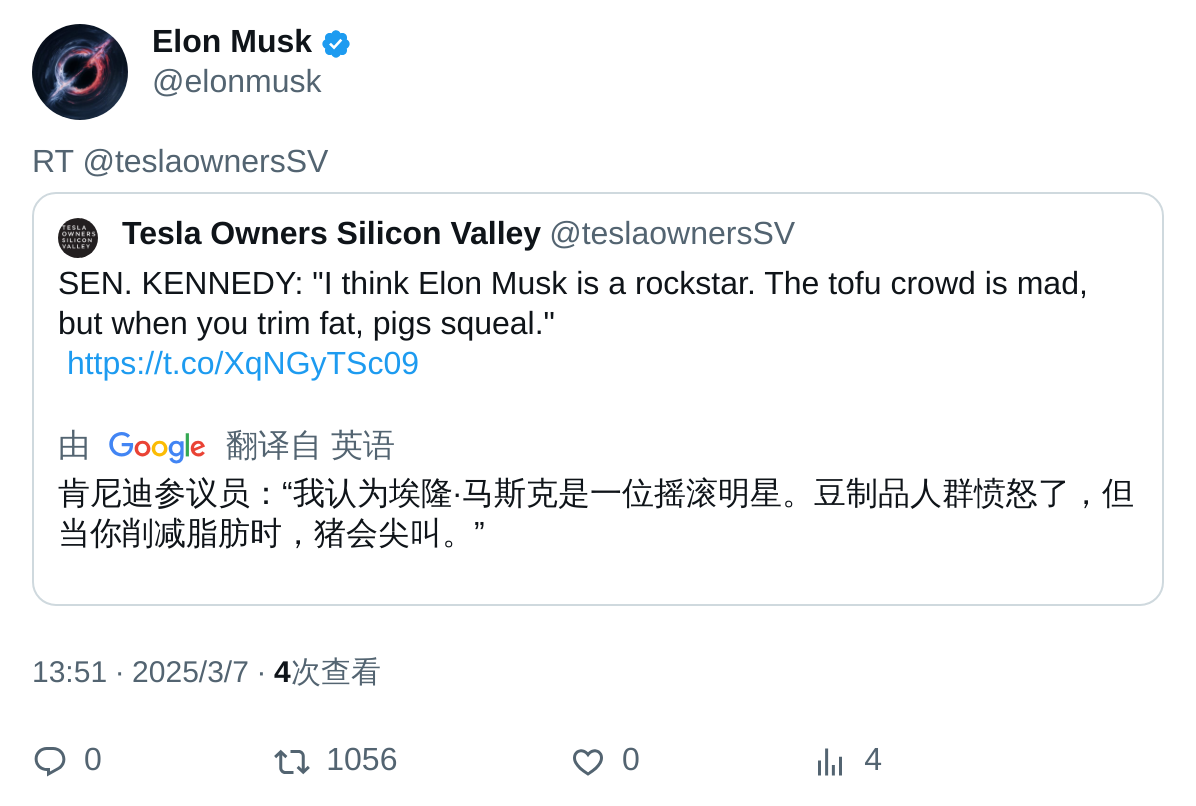 Elon Musk
@elonmusk
RT @teslaownersSV
TESLA
OWNERS
SILICON
VALLEY
Tesla Owners Silicon Valley @teslaownersSV
SEN. KENNEDY: "I think Elon Musk is a rockstar. The tofu crowd is mad,
but when you trim fat, pigs squeal."
https://t.co/XqNGyTSc09
由 Google 翻译自 英语
肯尼迪参议员：“我认为埃隆·马斯克是一位摇滚明星。豆制品人群愤怒了，但
当你削减脂肪时，猪会尖叫。”
13:51 · 2025/3/7 · 4次查看
0 1056 0 4